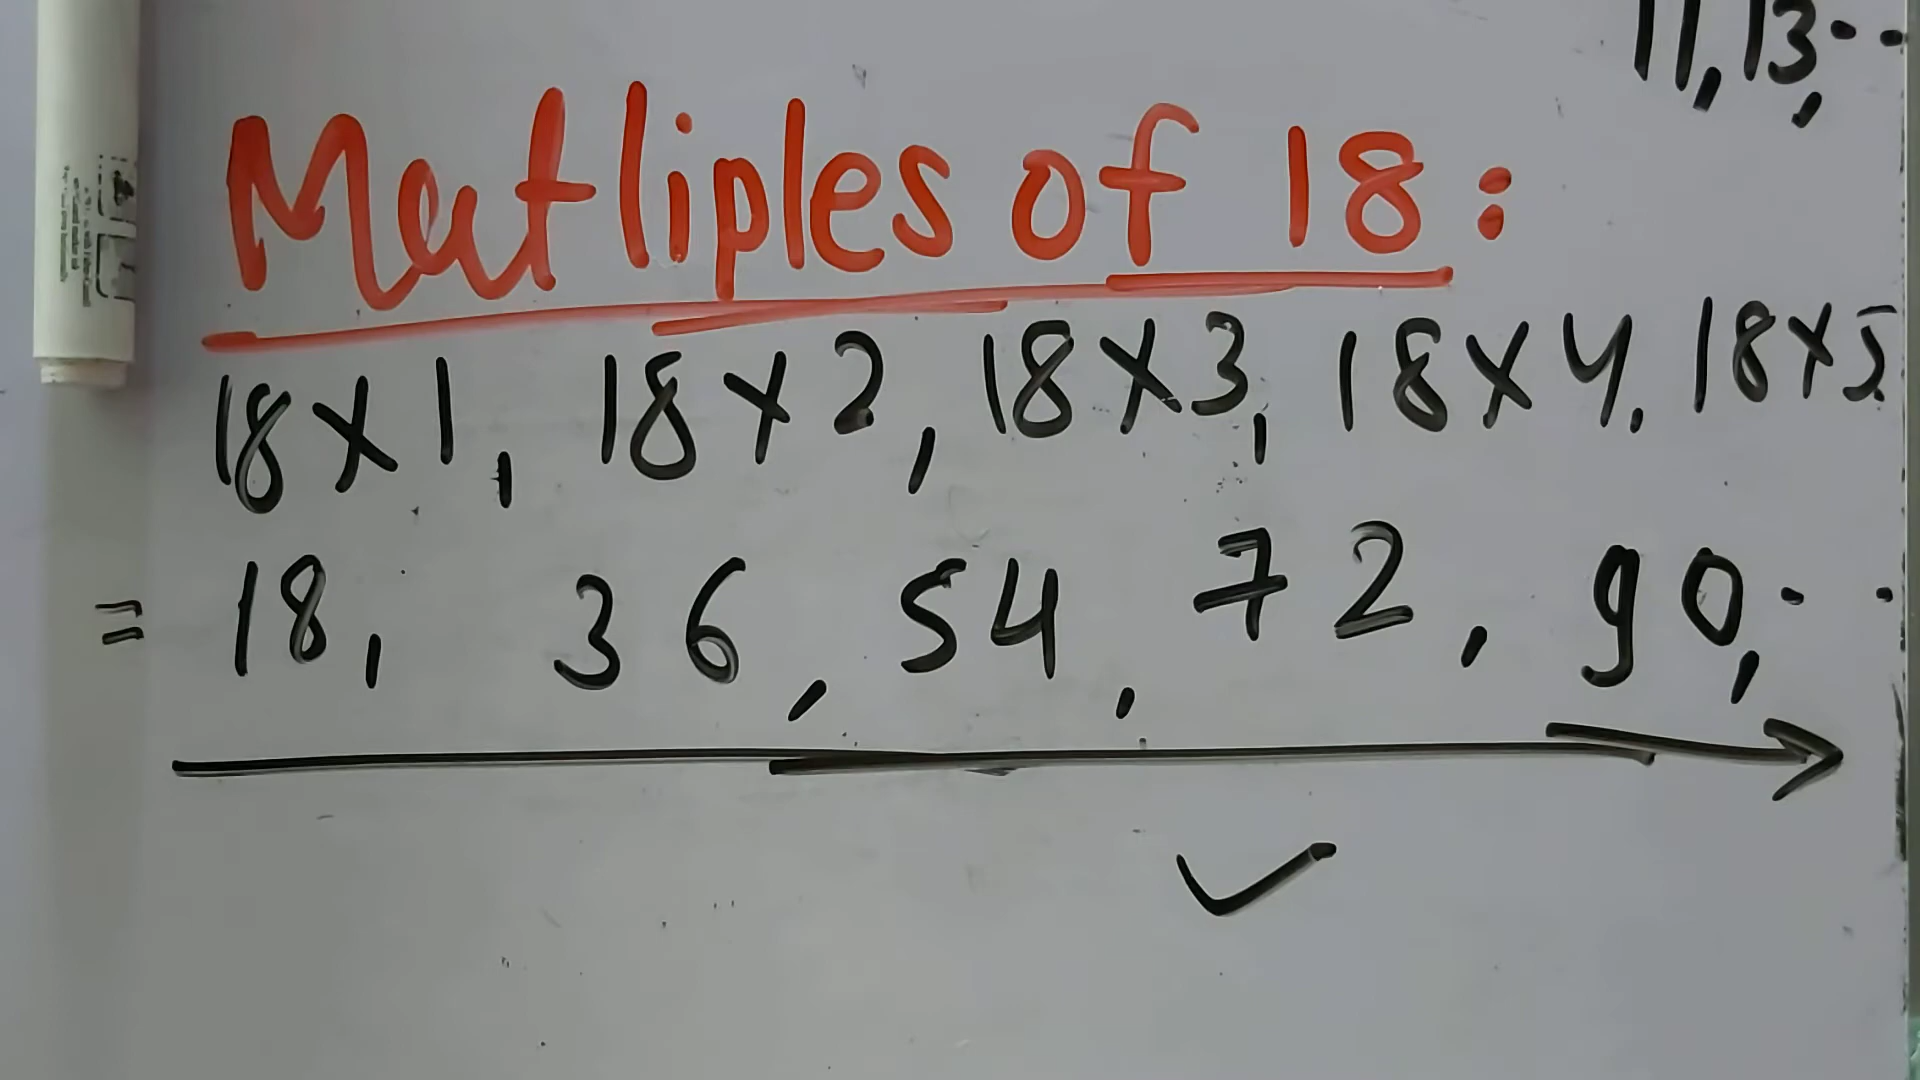 11, 13, ..
Mutliples of 18:
18×1, 18×2, 18×3, 18×4, 18×5
= 18, 36, 54, 72, 90, ..